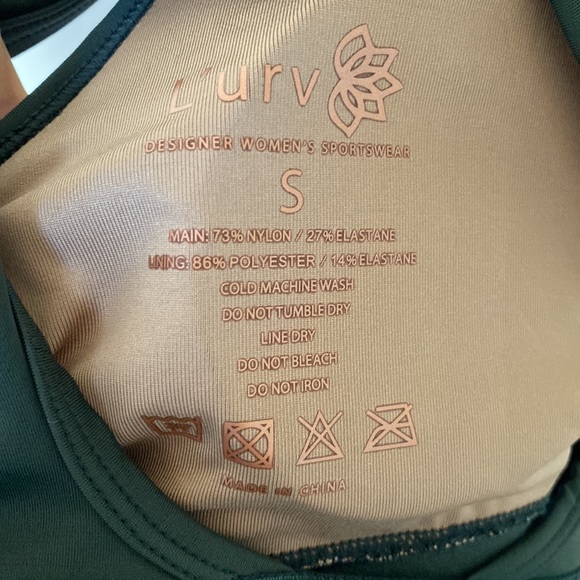 L'urv
DESIGNER WOMEN'S SPORTSWEAR
S
MAIN: 73% NYLON / 27% ELASTANE
LINING: 86% POLYESTER / 14% ELASTANE
COLD MACHINE WASH
DO NOT TUMBLE DRY
LINE DRY
DO NOT BLEACH
DO NOT IRON
MADE IN CHINA